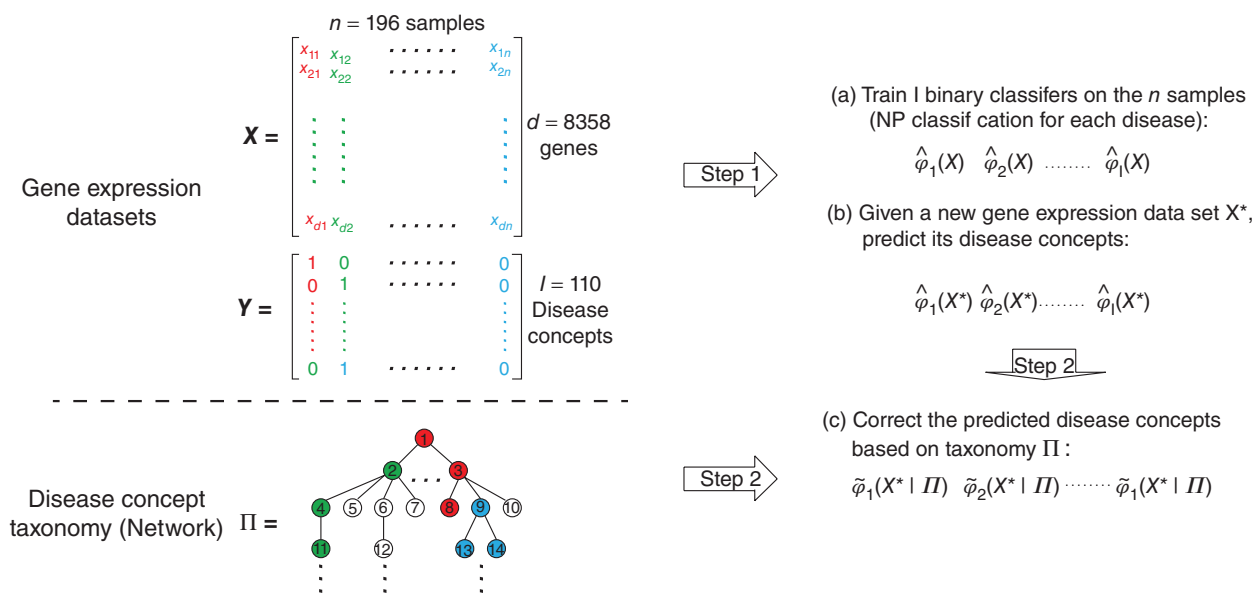 n = 196 samples
x11 x12 ...... x1n
x21 x22 ...... x2n
X =
d = 8358
genes
Gene expression
datasets
xd1 xd2 ...... xdn
1 0 ...... 0
0 1 ...... 0
Y =
l = 110
Disease
concepts
0 1 ...... 0
Disease concept
taxonomy (Network)
Π =
1
2 ... 3
4 5 6 7 8 9 10
11 12 13 14
Step 1
(a) Train I binary classifers on the n samples
(NP classif cation for each disease):
φ̂1(X) φ̂2(X) ........ φ̂I(X)
(b) Given a new gene expression data set X*,
predict its disease concepts:
φ̂1(X*) φ̂2(X*)........ φ̂I(X*)
Step 2
Step 2
(c) Correct the predicted disease concepts
based on taxonomy Π :
φ̃1(X* | Π) φ̃2(X* | Π) ........ φ̃1(X* | Π)